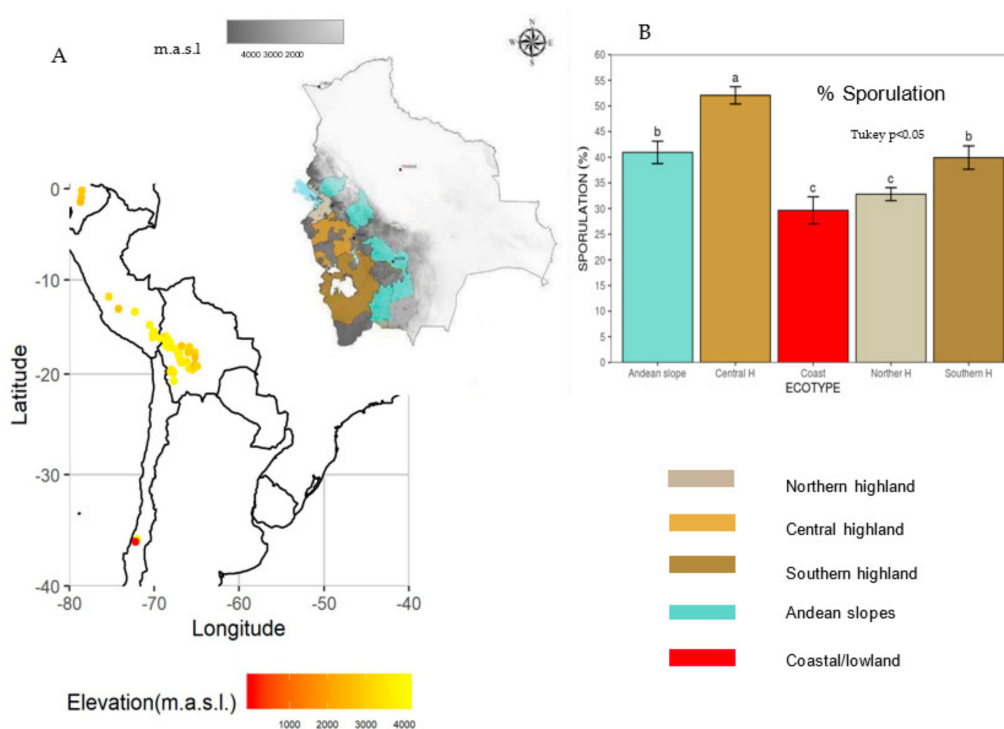 A
m.a.s.l
4000 3000 2000
N
W E
S
0
-10
-20
-30
-40
Latitude
-80 -70 -60 -50 -40
Longitude
Elevation(m.a.s.l.)
1000 2000 3000 4000
B
60
55
50
45
40
35
30
25
20
15
10
5
0
SPORULATION (%)
% Sporulation
Tukey p<0.05
b a c c b
Andean slope Central H Coast Norther H Southern H
ECOTYPE
Northern highland
Central highland
Southern highland
Andean slopes
Coastal/lowland